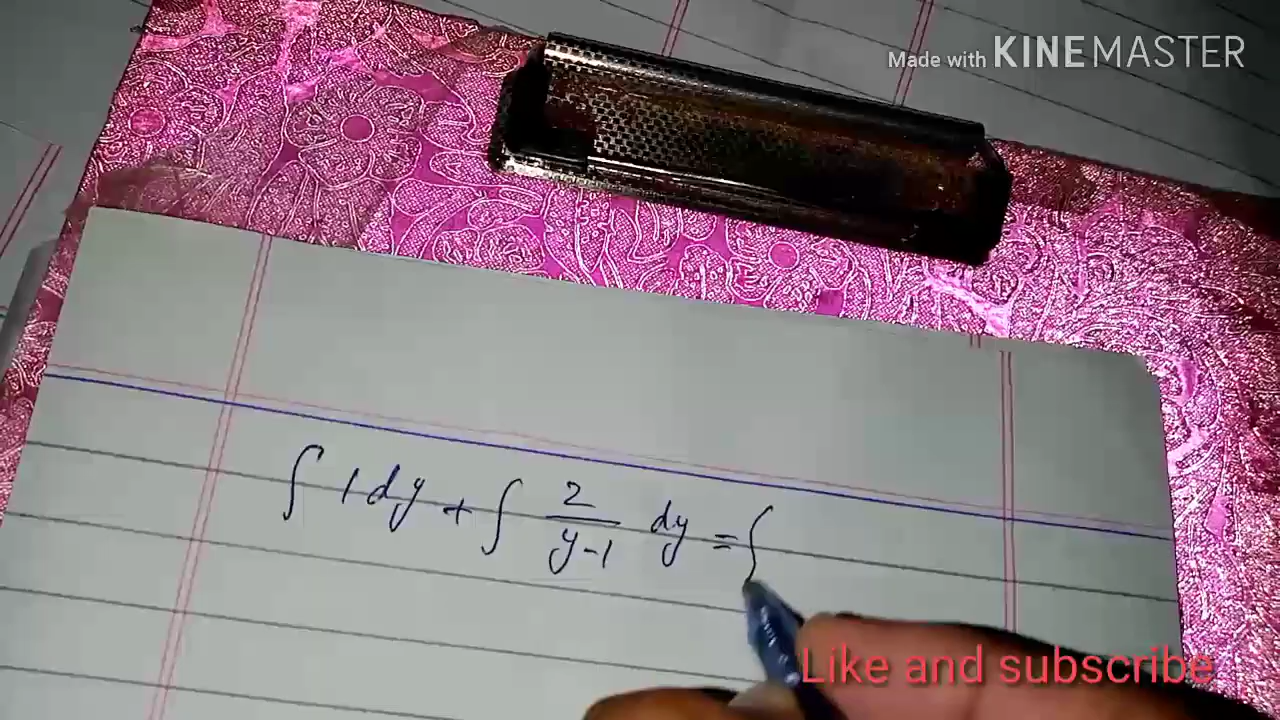 Made with KINEMASTER
∫ 1 dy + ∫ 2/(y-1) dy = ∫
Like and subscribe